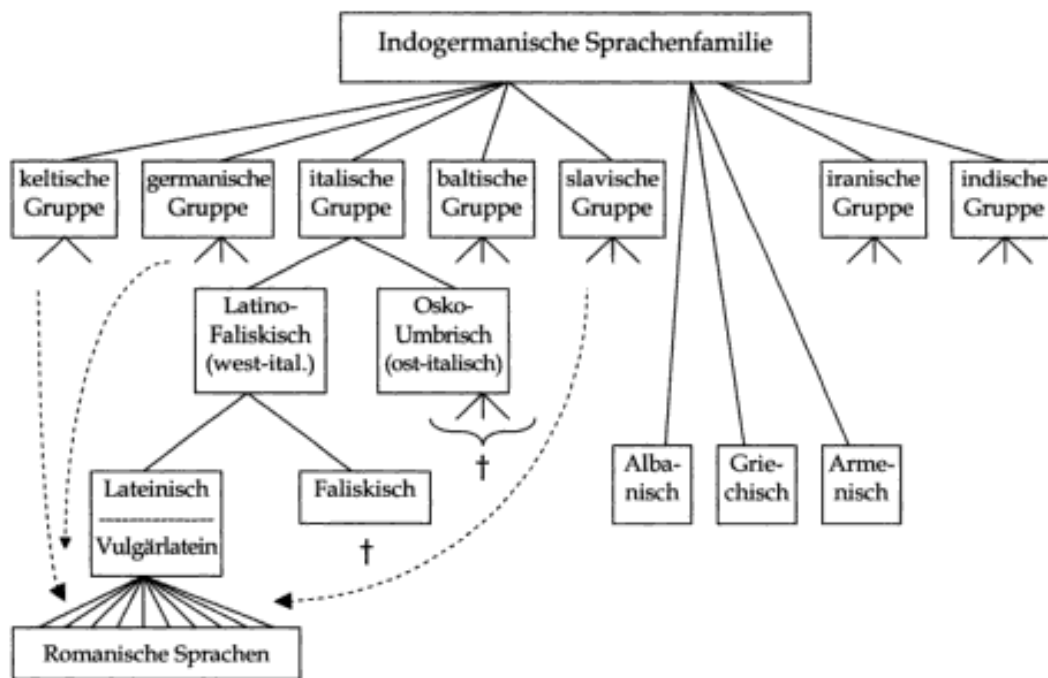 Indogermanische Sprachenfamilie
keltische
Gruppe
germanische
Gruppe
italische
Gruppe
baltische
Gruppe
slavische
Gruppe
iranische
Gruppe
indische
Gruppe
Latino-
Faliskisch
(west-ital.)
Osko-
Umbrisch
(ost-italisch)
†
Alba-
nisch
Grie-
chisch
Arme-
nisch
Lateinisch
Vulgärlatein
Faliskisch
†
Romanische Sprachen